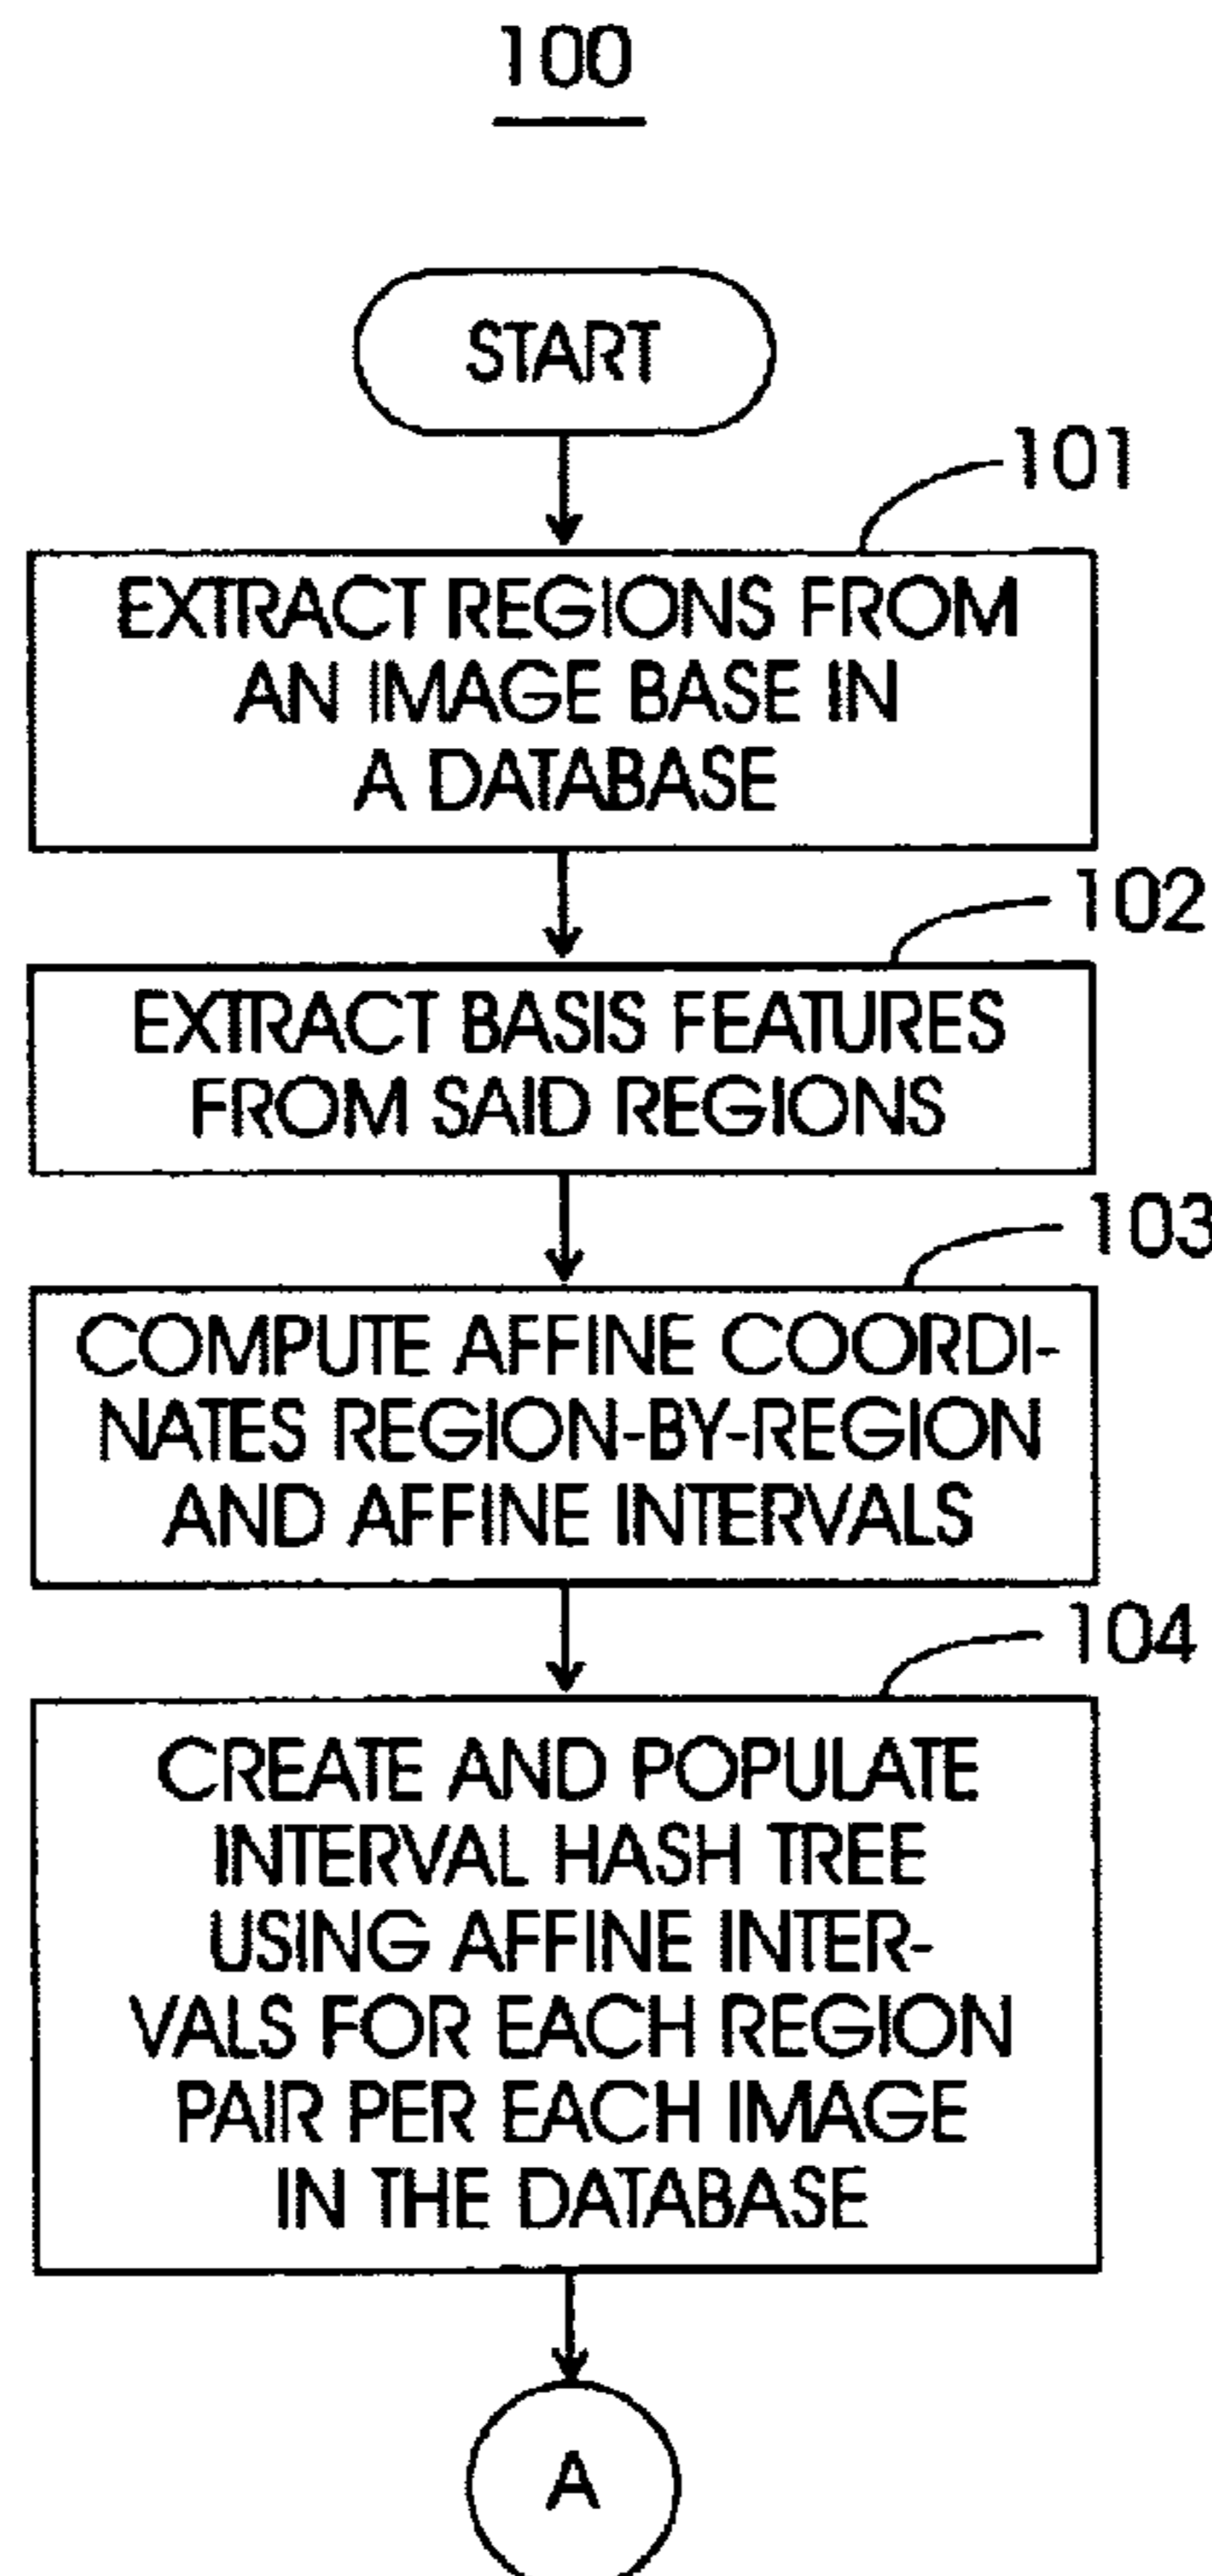 100
START
101
EXTRACT REGIONS FROM
AN IMAGE BASE IN
A DATABASE
102
EXTRACT BASIS FEATURES
FROM SAID REGIONS
103
COMPUTE AFFINE COORDI-
NATES REGION-BY-REGION
AND AFFINE INTERVALS
104
CREATE AND POPULATE
INTERVAL HASH TREE
USING AFFINE INTER-
VALS FOR EACH REGION
PAIR PER EACH IMAGE
IN THE DATABASE
A